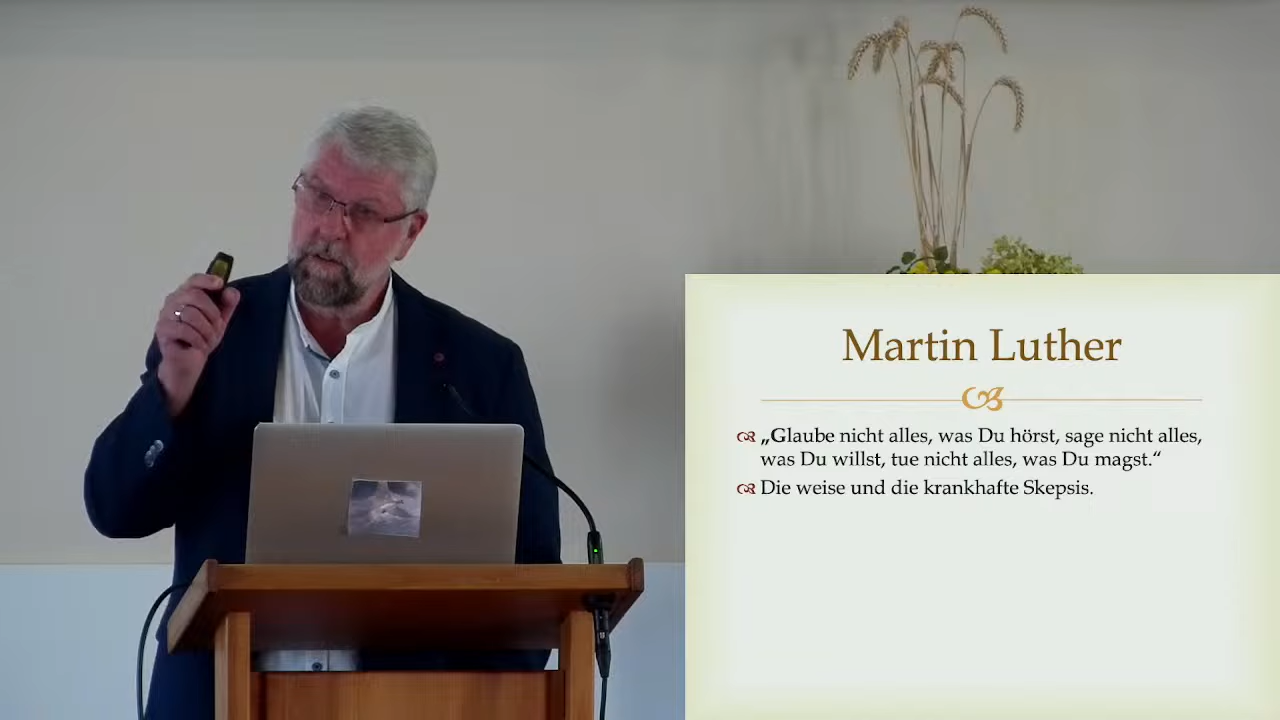 Martin Luther
„Glaube nicht alles, was Du hörst, sage nicht alles,
was Du willst, tue nicht alles, was Du magst.“
Die weise und die krankhafte Skepsis.